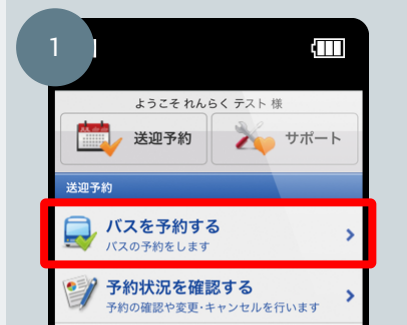 1
ようこそ れんらく テスト 様
送迎予約 サポート
送迎予約
バスを予約する
バスの予約をします
予約状況を確認する
予約の確認や変更・キャンセルを行います